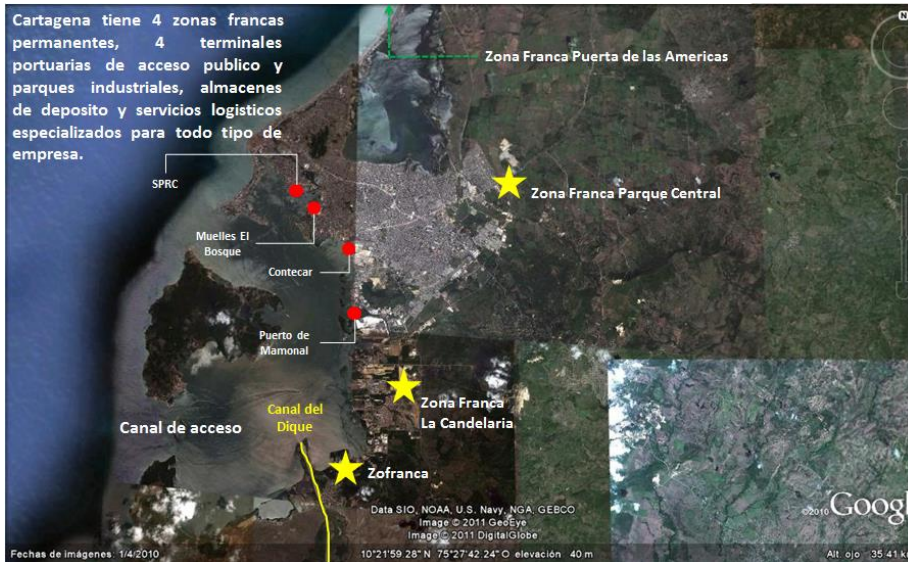 Cartagena tiene 4 zonas francas
permanentes, 4 terminales
portuarias de acceso publico y
parques industriales, almacenes
de deposito y servicios logisticos
especializados para todo tipo de
empresa.
Zona Franca Puerta de las Americas
SPRC
Zona Franca Parque Central
Muelles El
Bosque
Contecar
Puerto de
Mamonal
Zona Franca
La Candelaria
Canal del
Dique
Canal de acceso
Zofranca
Data SIO, NOAA, U.S. Navy, NGA, GEBCO
Image © 2011 GeoEye
Image © 2011 DigitalGlobe
©2010 Google
Fechas de imágenes: 1/4/2010
10°21'59.28" N 75°27'42.24" O elevación 40 m
Alt. ojo 35.41 km
N